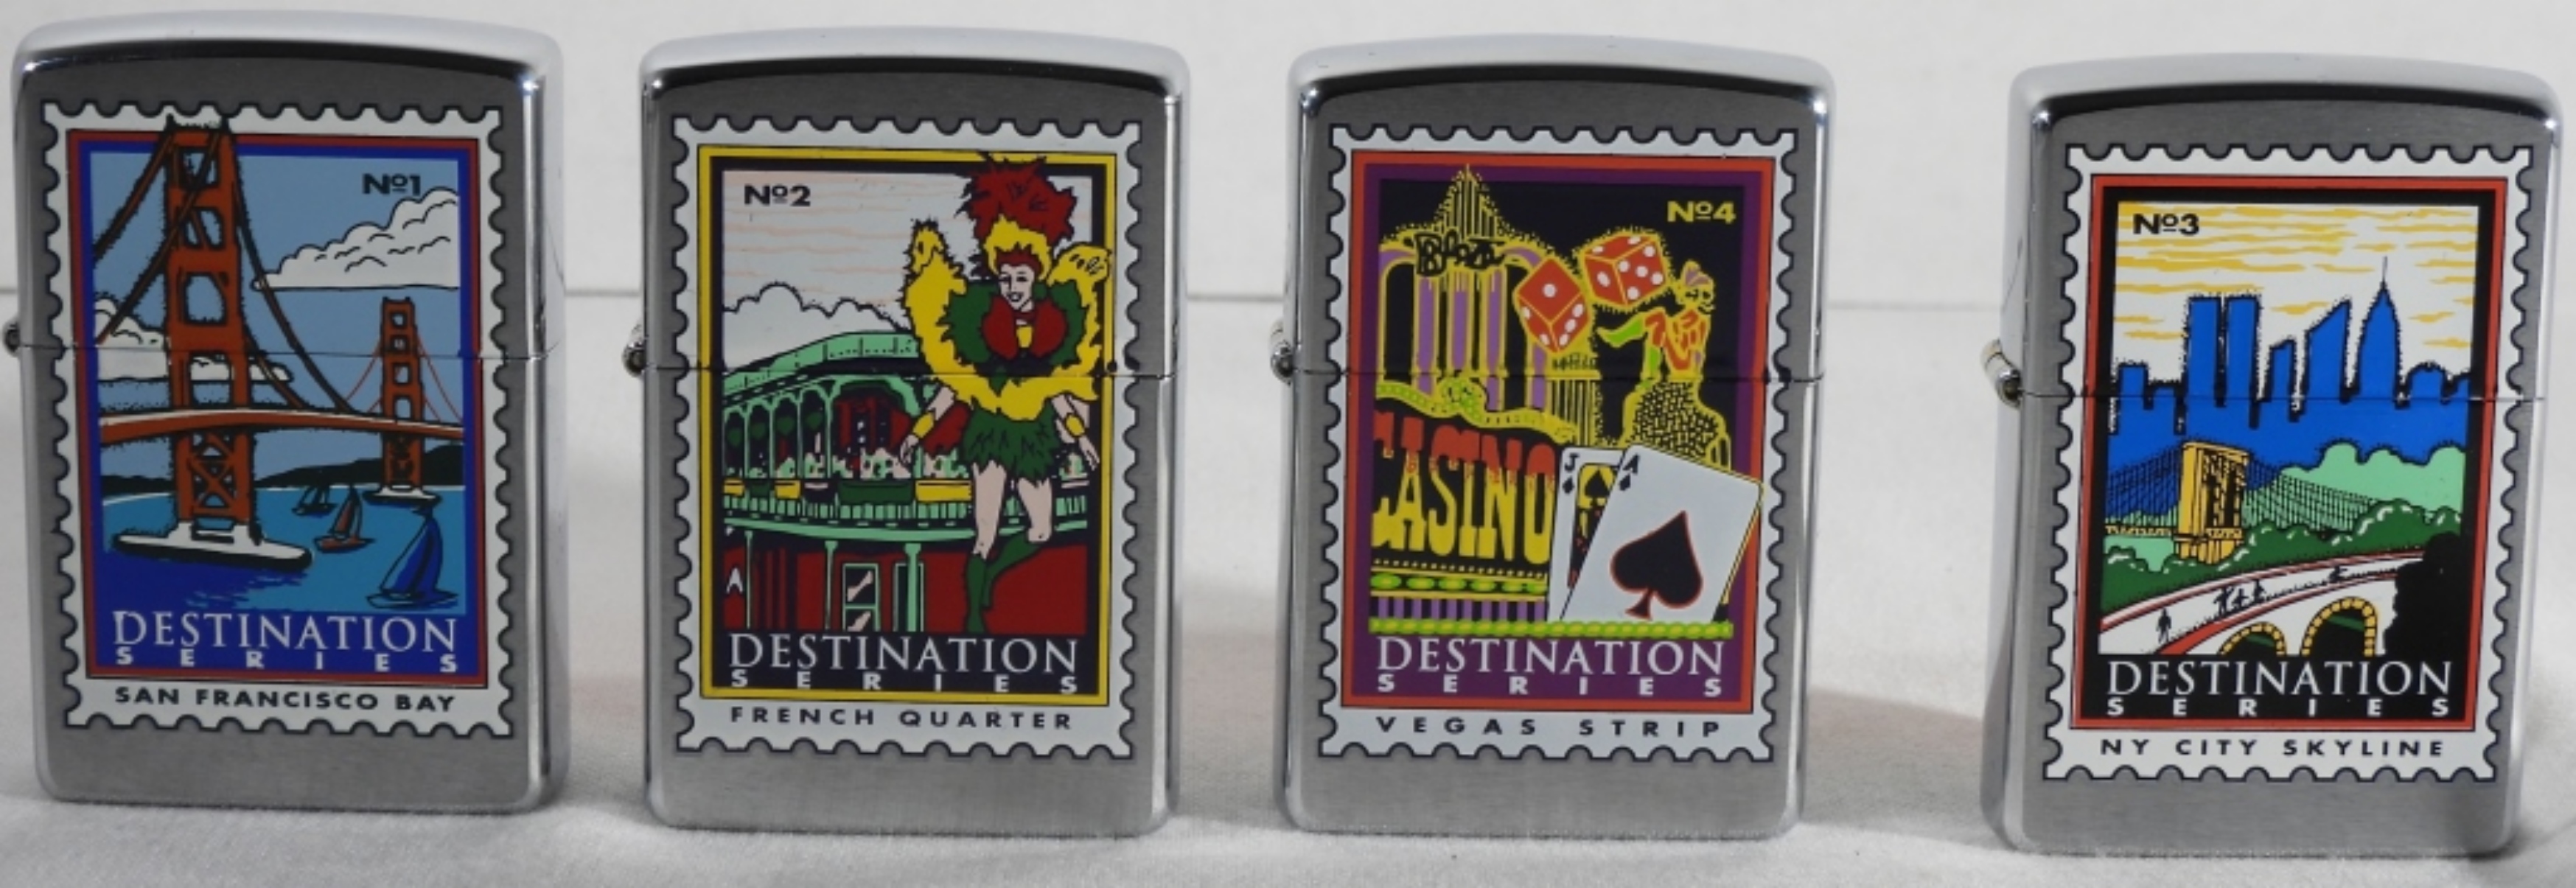 Nº1
DESTINATION
SERIES
SAN FRANCISCO BAY
Nº2
DESTINATION
SERIES
FRENCH QUARTER
Nº4
CASINO
J
A
DESTINATION
SERIES
VEGAS STRIP
Nº3
DESTINATION
SERIES
NY CITY SKYLINE